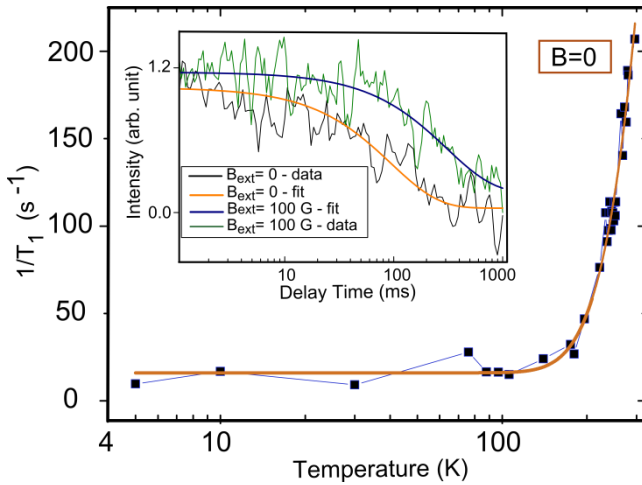 200
150
100
50
0
1/T1 (s-1)
B=0
1.2
0.0
Intensity (arb. unit)
Bext= 0 - data
Bext= 0 - fit
Bext= 100 G - fit
Bext= 100 G - data
10 100 1000
Delay Time (ms)
4 10 100
Temperature (K)